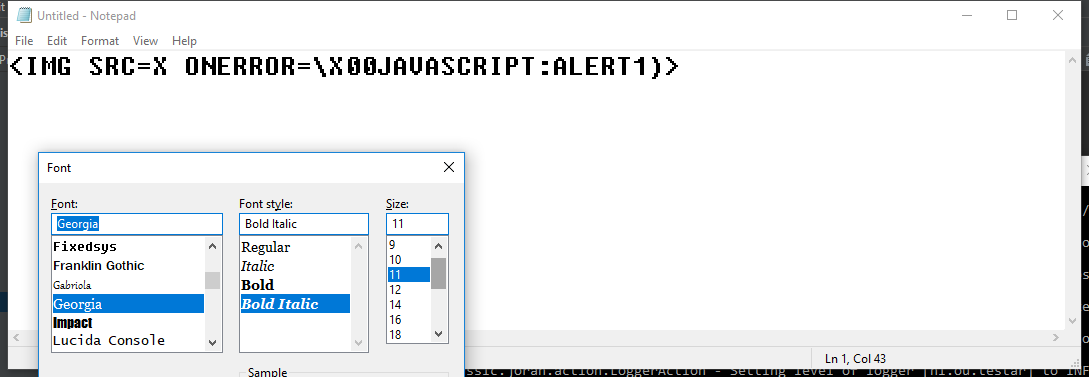 Untitled - Notepad
File Edit Format View Help
<IMG SRC=X ONERROR=\X00JAVASCRIPT:ALERT1)>
Font
Font: Font style: Size:
Georgia Bold Italic 11
Fixedsys Regular 9
Franklin Gothic Italic 10
Gabriola Bold 11
Georgia Bold Italic 12
Impact 14
Lucida Console 16
18
Ln 1, Col 43
Sample
ssic.joran.action.LoggerAction - Setting level of logger [nl.ou.testar] to INF